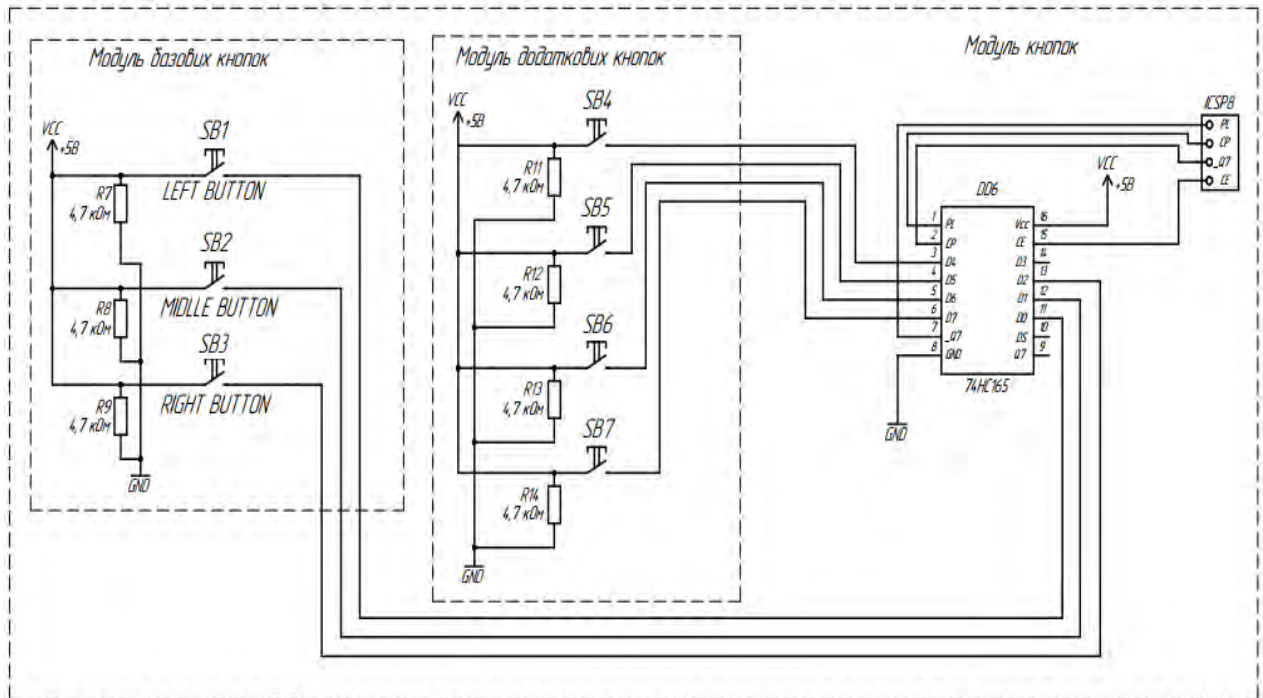 Модуль базових кнопок
VCC
+5В
SB1
LEFT BUTTON
R7
4,7 кОм
SB2
MIDLLE BUTTON
R8
4,7 кОм
SB3
RIGHT BUTTON
R9
4,7 кОм
GND
Модуль додаткових кнопок
VCC
+5В
SB4
R11
4,7 кОм
SB5
R12
4,7 кОм
SB6
R13
4,7 кОм
SB7
R14
4,7 кОм
GND
Модуль кнопок
ICSP8
PL
CP
_Q7
CE
VCC
+5В
DD6
1 PL Vcc 16
2 CP CE 15
3 D4 D3 14
4 D5 D2 13
5 D6 D1 12
6 D7 D0 11
7 _Q7 DS 10
8 GND Q7 9
74HC165
GND